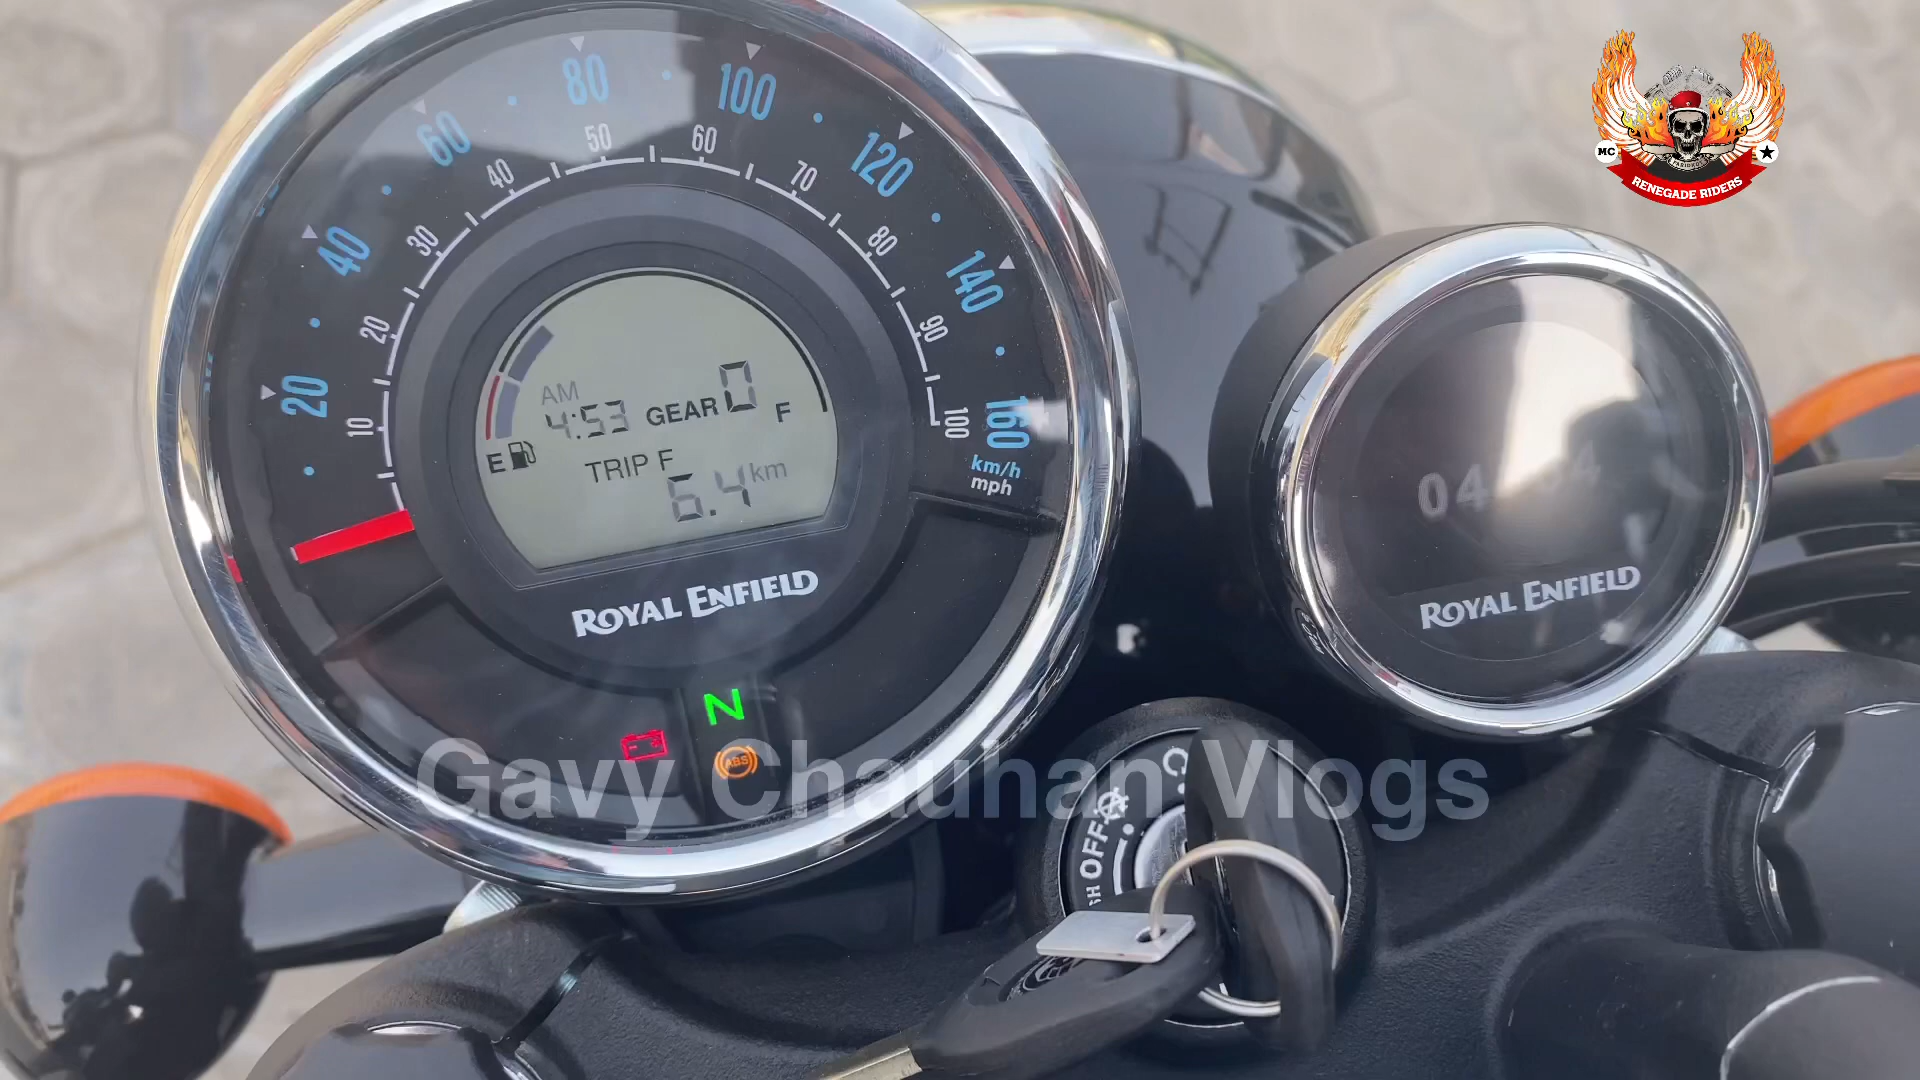 20
40
60
80
100
120
140
160
km/h
mph
10
20
30
40
50
60
70
80
90
100
AM
4:53
GEAR 0
E
F
TRIP F
6.4 km
ROYAL ENFIELD
N
ABS
ROYAL ENFIELD
OFF
MC
RENEGADE RIDERS
Gavy Chauhan Vlogs